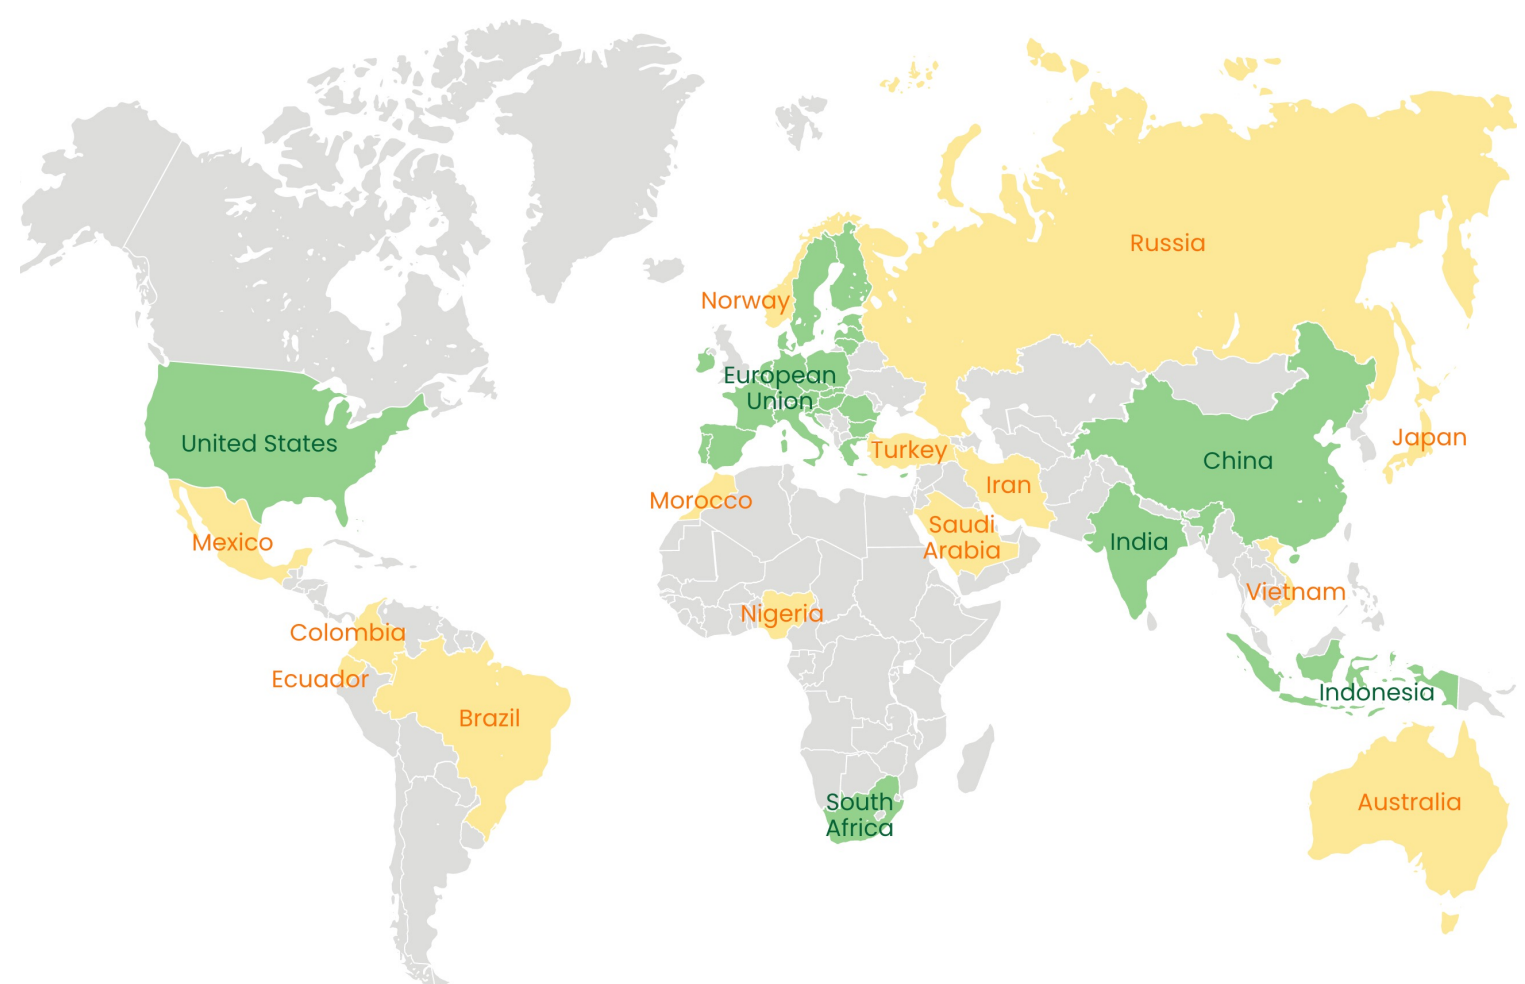 Russia
Norway
European
Union
United States
Turkey
Japan
China
Iran
Morocco
Saudi
Arabia
Mexico
India
Vietnam
Nigeria
Colombia
Ecuador
Indonesia
Brazil
South
Africa
Australia